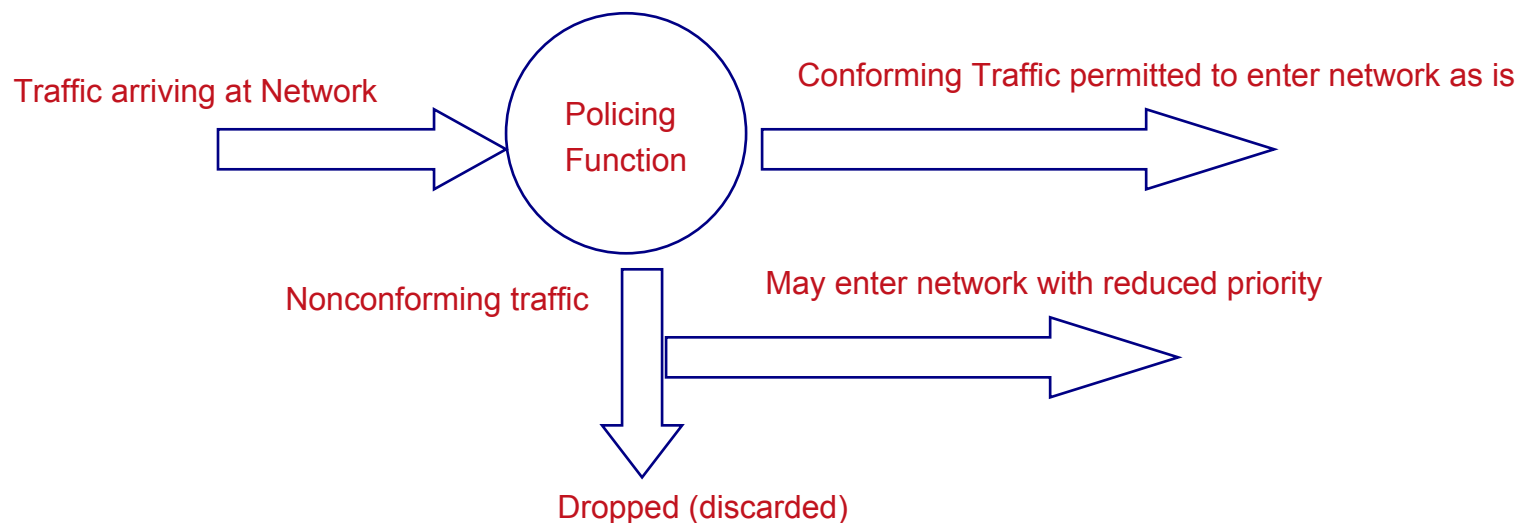 Traffic arriving at Network
Policing
Function
Conforming Traffic permitted to enter network as is
Nonconforming traffic
May enter network with reduced priority
Dropped (discarded)